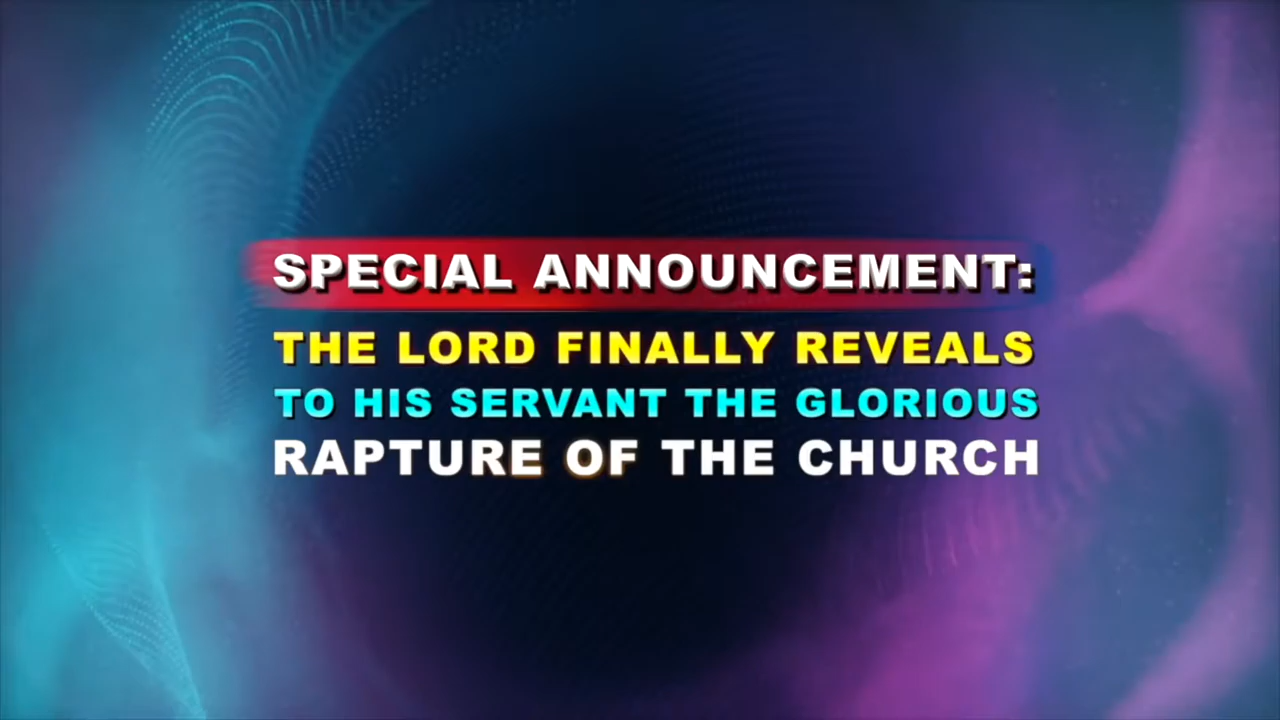 SPECIAL ANNOUNCEMENT:
THE LORD FINALLY REVEALS
TO HIS SERVANT THE GLORIOUS
RAPTURE OF THE CHURCH